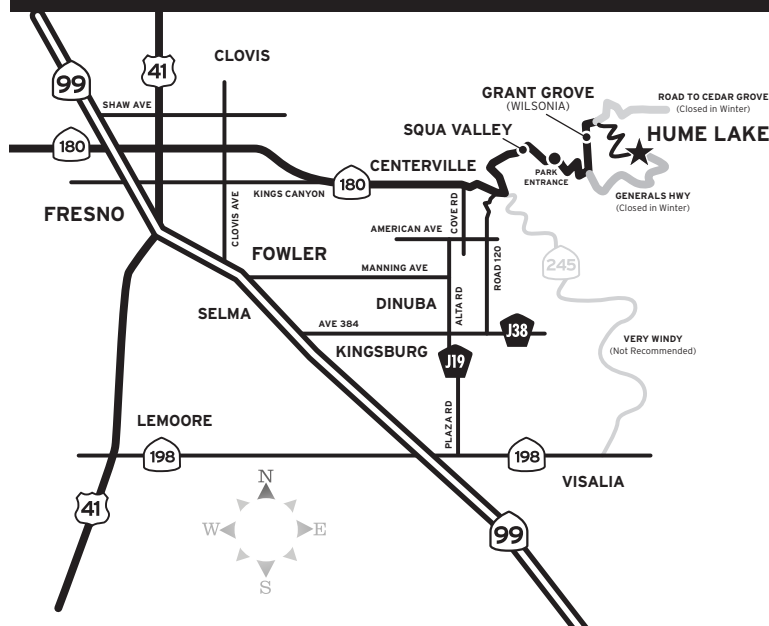 CLOVIS
99
41
SHAW AVE
GRANT GROVE
(WILSONIA)
ROAD TO CEDAR GROVE
(Closed in Winter)
SQUA VALLEY
HUME LAKE
180
CENTERVILLE
PARK
ENTRANCE
KINGS CANYON
180
GENERALS HWY
(Closed in Winter)
FRESNO
CLOVIS AVE
COVE RD
AMERICAN AVE
FOWLER
ROAD 120
245
MANNING AVE
DINUBA
ALTA RD
SELMA
AVE 384
J38
VERY WINDY
(Not Recommended)
KINGSBURG
J19
PLAZA RD
LEMOORE
198
198
VISALIA
N
41
W
E
99
S